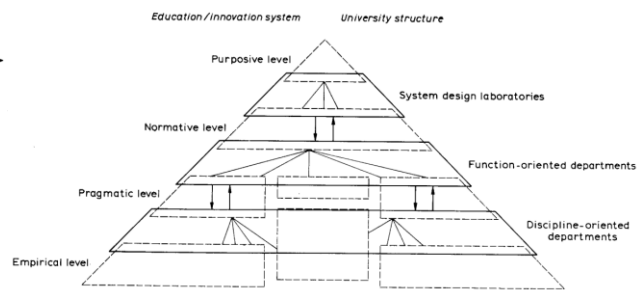 Education/innovation system
University structure
Purposive level
System design laboratories
Normative level
Function-oriented departments
Pragmatic level
Discipline-oriented
departments
Empirical level